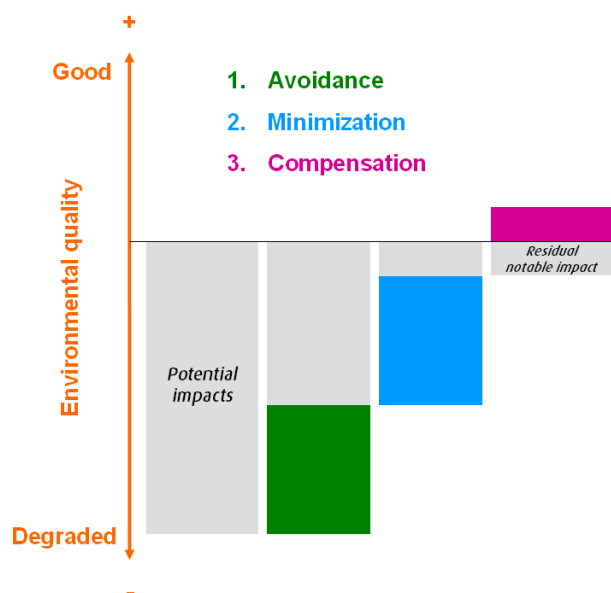 +
Good
1. Avoidance
2. Minimization
3. Compensation
Environmental quality
Residual
notable impact
Potential
impacts
Degraded
-